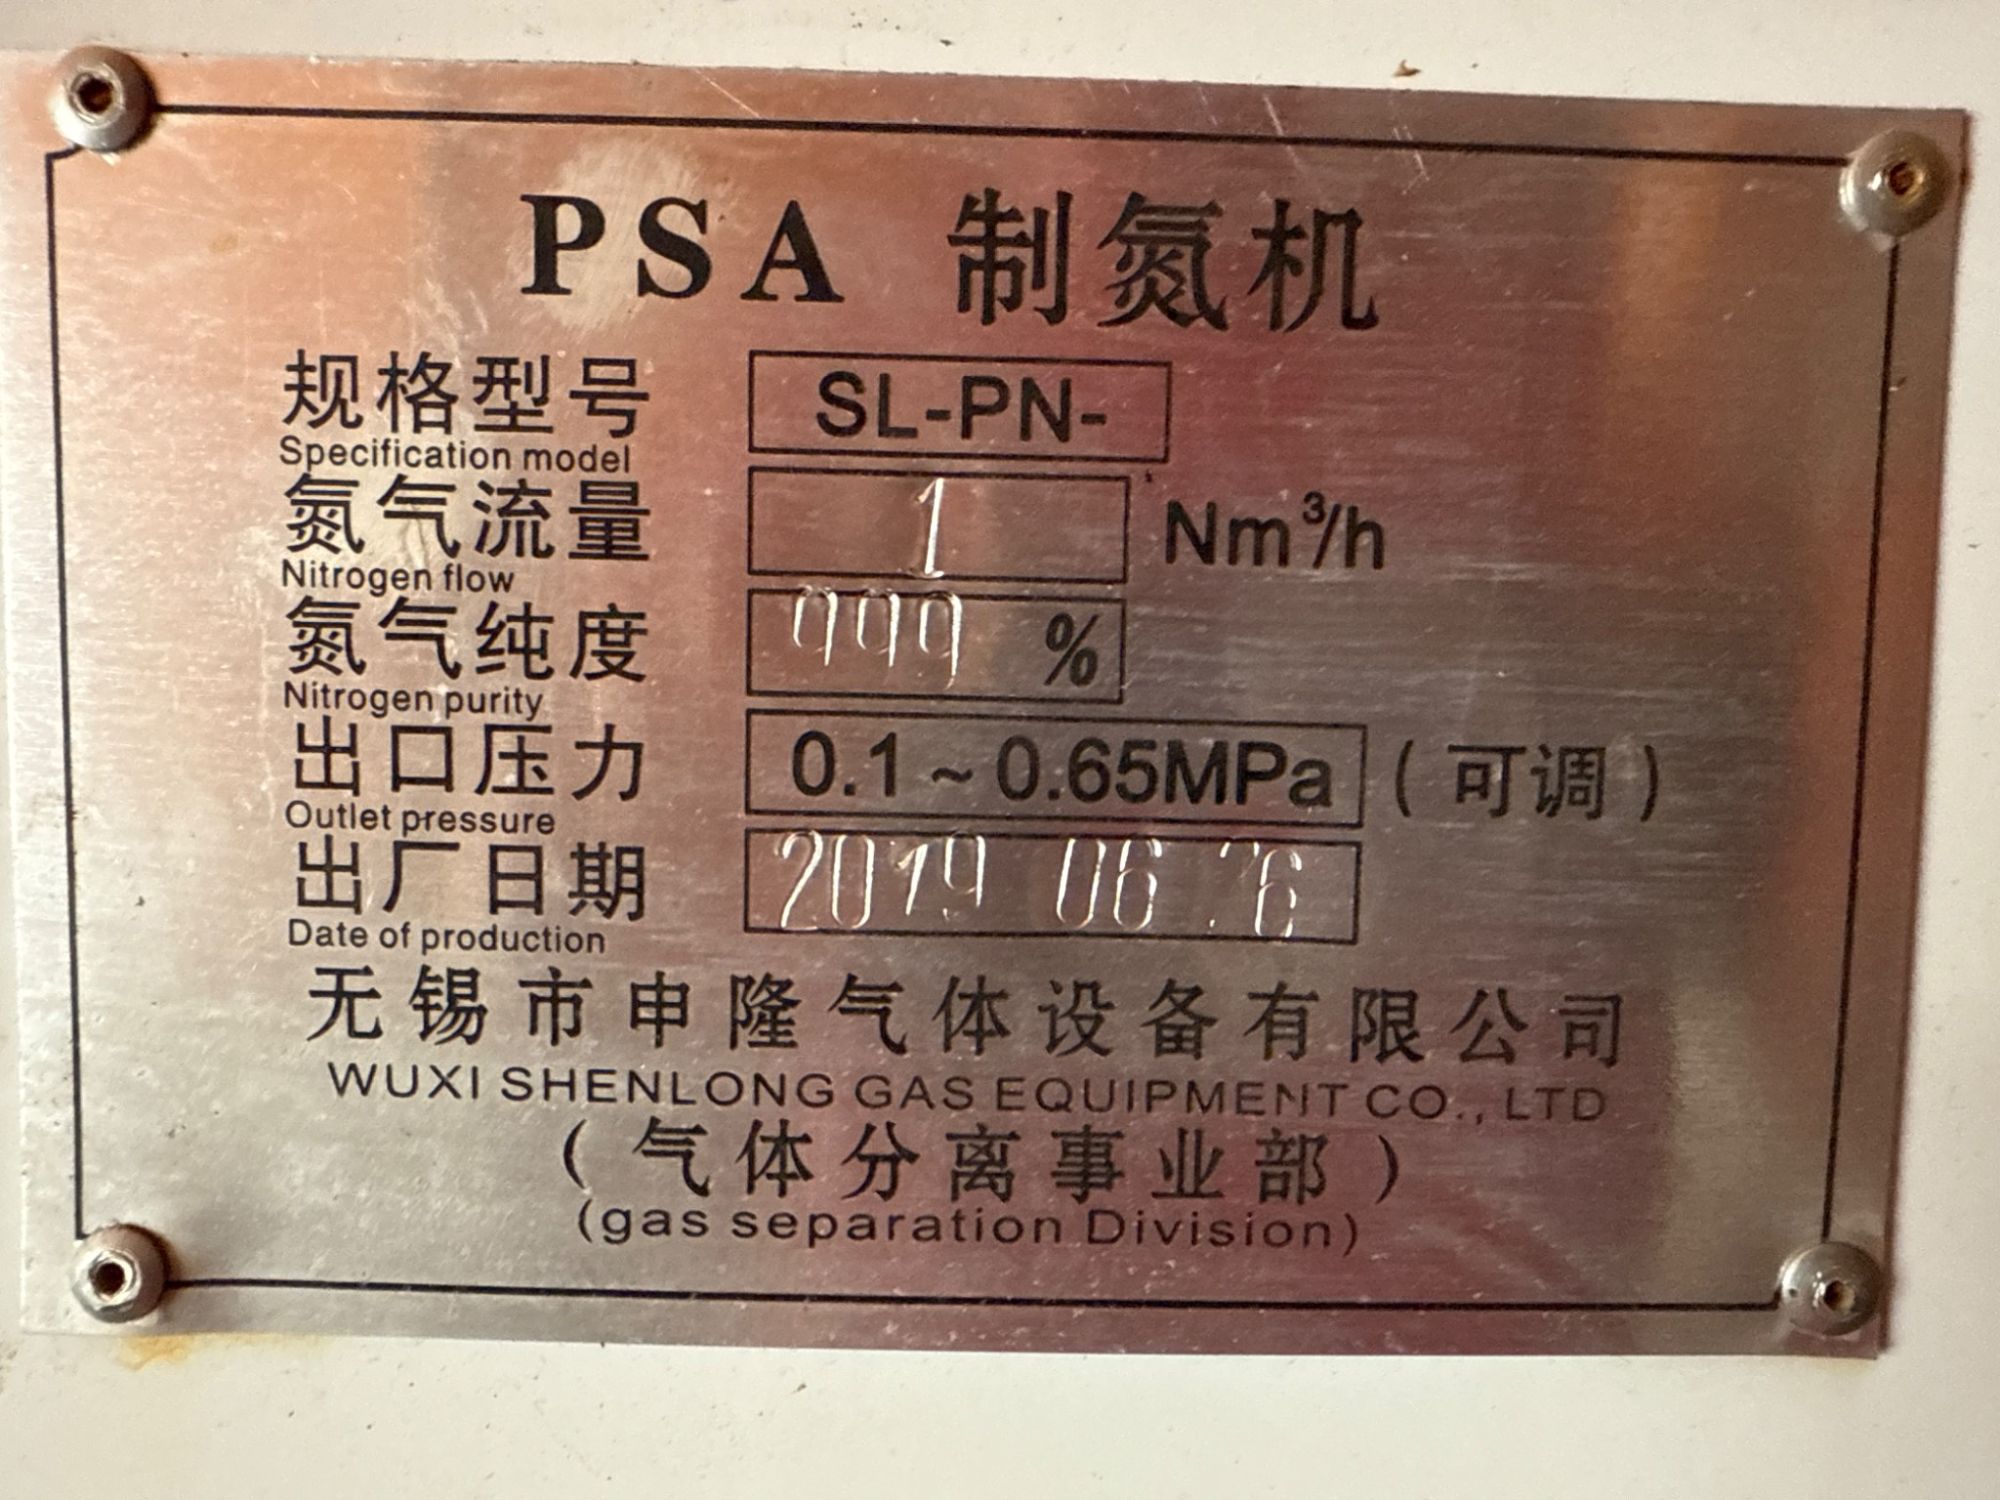 PSA 制氮机
规格型号 SL-PN-
Specification model
氮气流量 1 Nm³/h
Nitrogen flow
氮气纯度 999 %
Nitrogen purity
出口压力 0.1~0.65MPa (可调)
Outlet pressure
出厂日期 2019 06
Date of production
无锡市申隆气体设备有限公司
WUXI SHENLONG GAS EQUIPMENT CO., LTD
(气体分离事业部)
(gas separation Division)